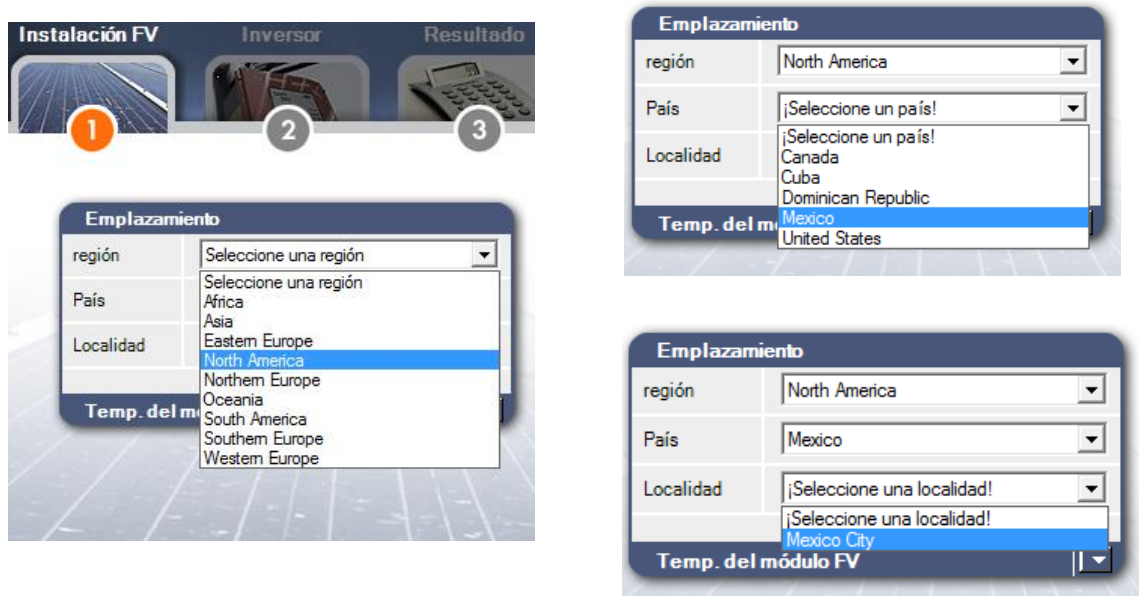 Instalación FV Inversor Resultado
1 2 3
Emplazamiento
región Seleccione una región
Seleccione una región
País Africa
Asia
Localidad Eastern Europe
North America
Northern Europe
Oceania
Temp. del m South America
Southern Europe
Western Europe
Emplazamiento
región North America
País ¡Seleccione un país!
¡Seleccione un país!
Localidad Canada
Cuba
Dominican Republic
Temp. del m Mexico
United States
Emplazamiento
región North America
País Mexico
Localidad ¡Seleccione una localidad!
¡Seleccione una localidad!
Mexico City
Temp. del módulo FV